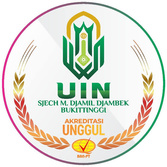 UIN
SJECH M. DJAMIL DJAMBEK
BUKITTINGGI
AKREDITASI
UNGGUL